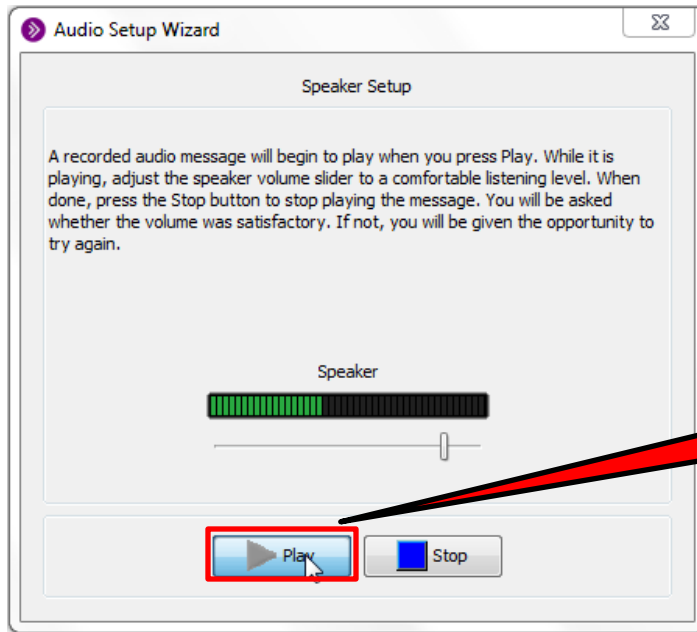 Audio Setup Wizard
Speaker Setup
A recorded audio message will begin to play when you press Play. While it is
playing, adjust the speaker volume slider to a comfortable listening level. When
done, press the Stop button to stop playing the message. You will be asked
whether the volume was satisfactory. If not, you will be given the opportunity to
try again.
Speaker
Play
Stop